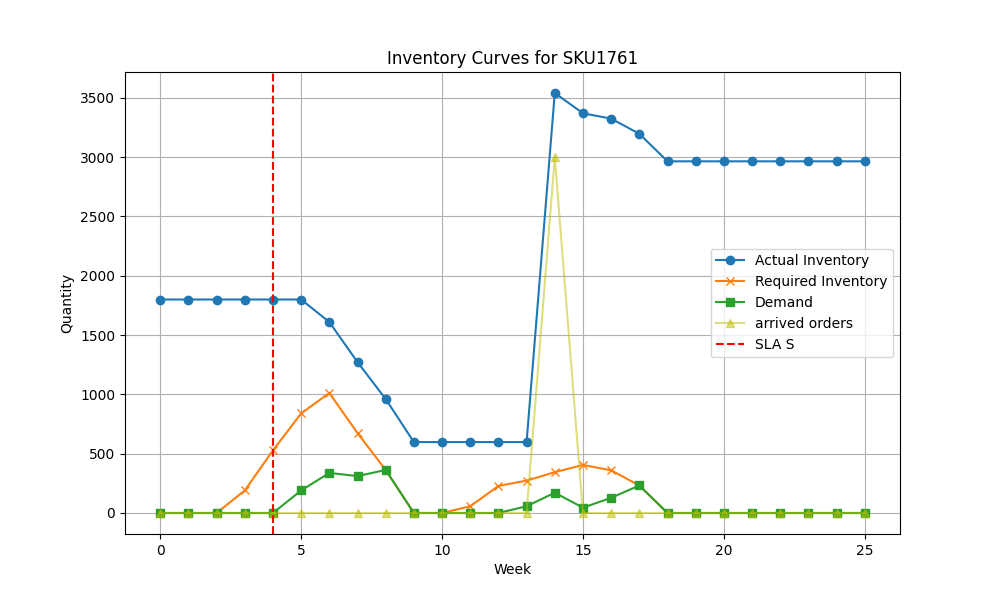 Inventory Curves for SKU1761
Quantity
3500
3000
2500
2000
1500
1000
500
0
Actual Inventory
Required Inventory
Demand
arrived orders
SLA S
0 5 10 15 20 25
Week